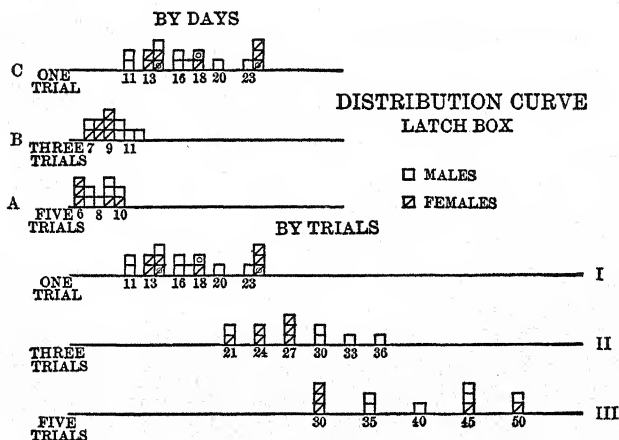 BY DAYS
C
ONE TRIAL
11 13 16 18 20 23
DISTRIBUTION CURVE
LATCH BOX
B
THREE TRIALS
7 9 11
MALES
FEMALES
A
FIVE TRIALS
6 8 10
BY TRIALS
ONE TRIAL
11 13 16 18 20 23
I
THREE TRIALS
21 24 27 30 33 36
II
FIVE TRIALS
30 35 40 45 50
III